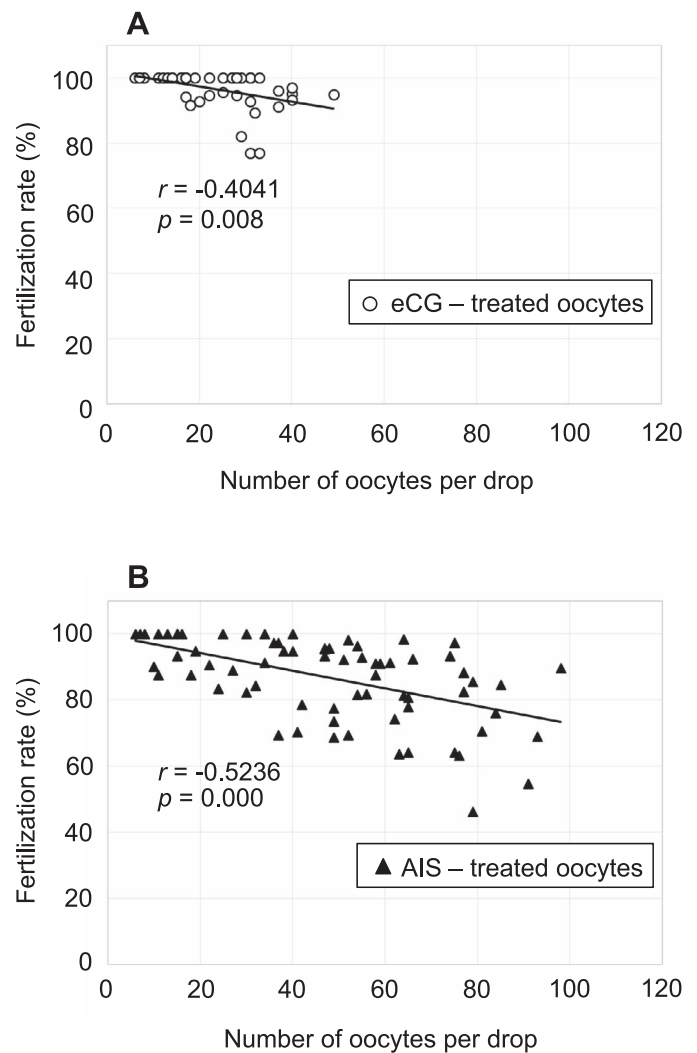 A
100
80
60
40
20
0
Fertilization rate (%)
r = -0.4041
p = 0.008
eCG – treated oocytes
0 20 40 60 80 100 120
Number of oocytes per drop
B
100
80
60
40
20
0
Fertilization rate (%)
r = -0.5236
p = 0.000
AIS – treated oocytes
0 20 40 60 80 100 120
Number of oocytes per drop